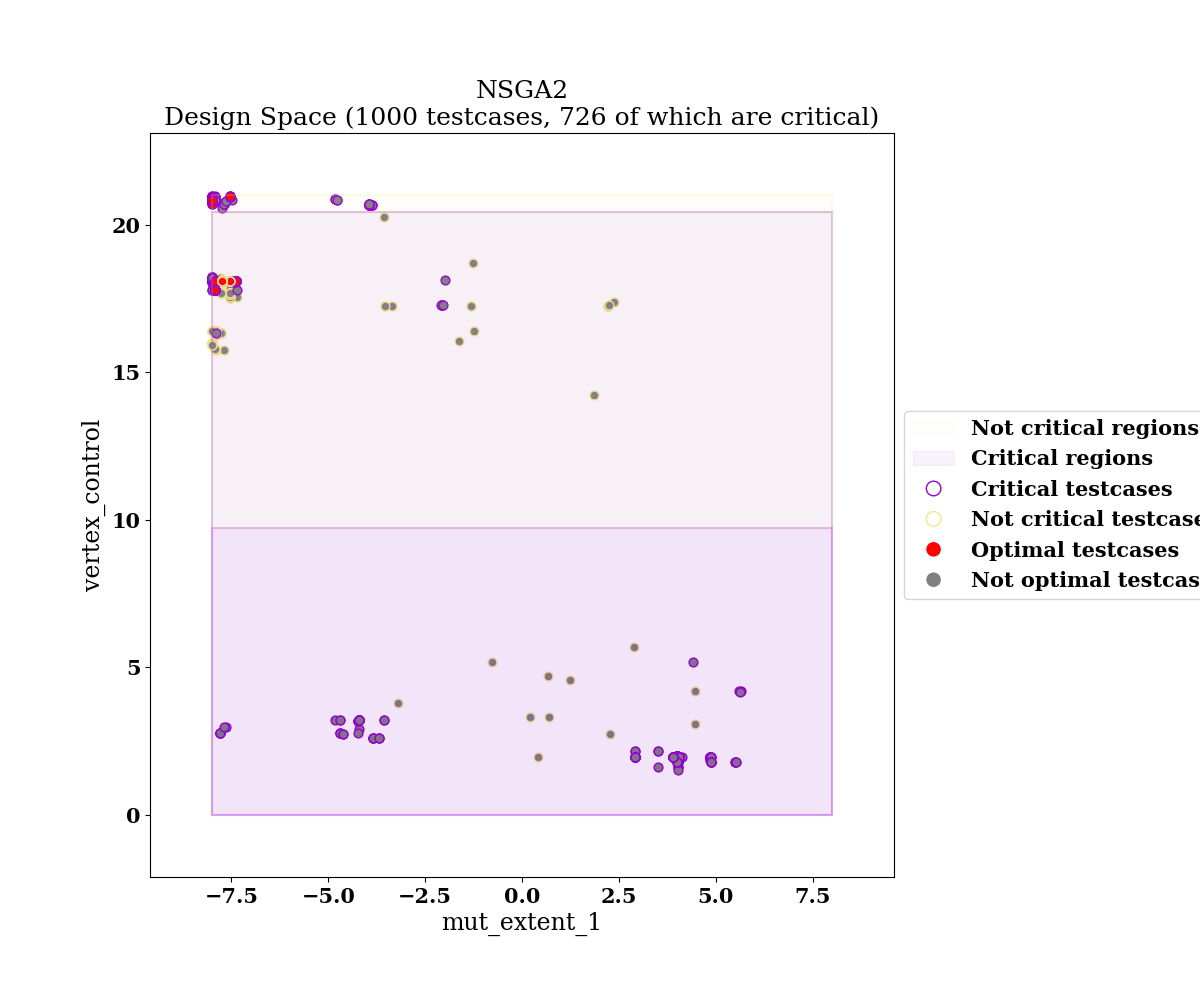 NSGA2
Design Space (1000 testcases, 726 of which are critical)
20
15
10
5
0
vertex_control
−7.5
−5.0
−2.5
0.0
2.5
5.0
7.5
mut_extent_1
Not critical regions
Critical regions
Critical testcases
Not critical testcase
Optimal testcases
Not optimal testcas